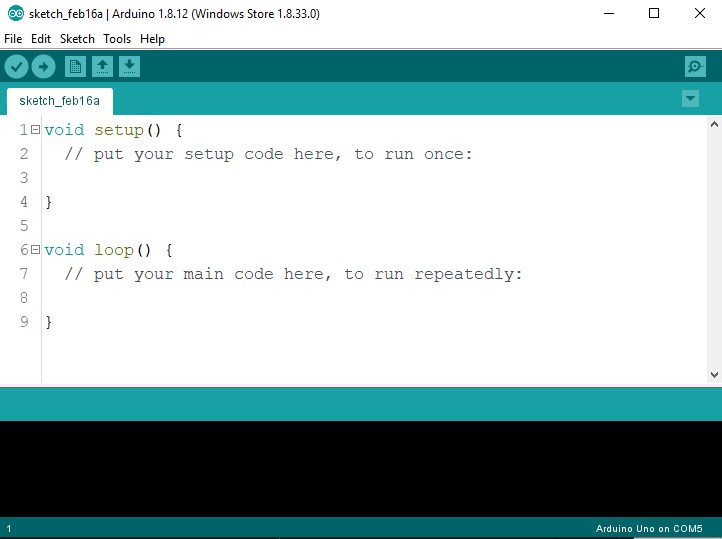 sketch_feb16a | Arduino 1.8.12 (Windows Store 1.8.33.0)
File Edit Sketch Tools Help
sketch_feb16a
1 void setup() {
2   // put your setup code here, to run once:
3
4 }
5
6 void loop() {
7   // put your main code here, to run repeatedly:
8
9 }
1 Arduino Uno on COM5